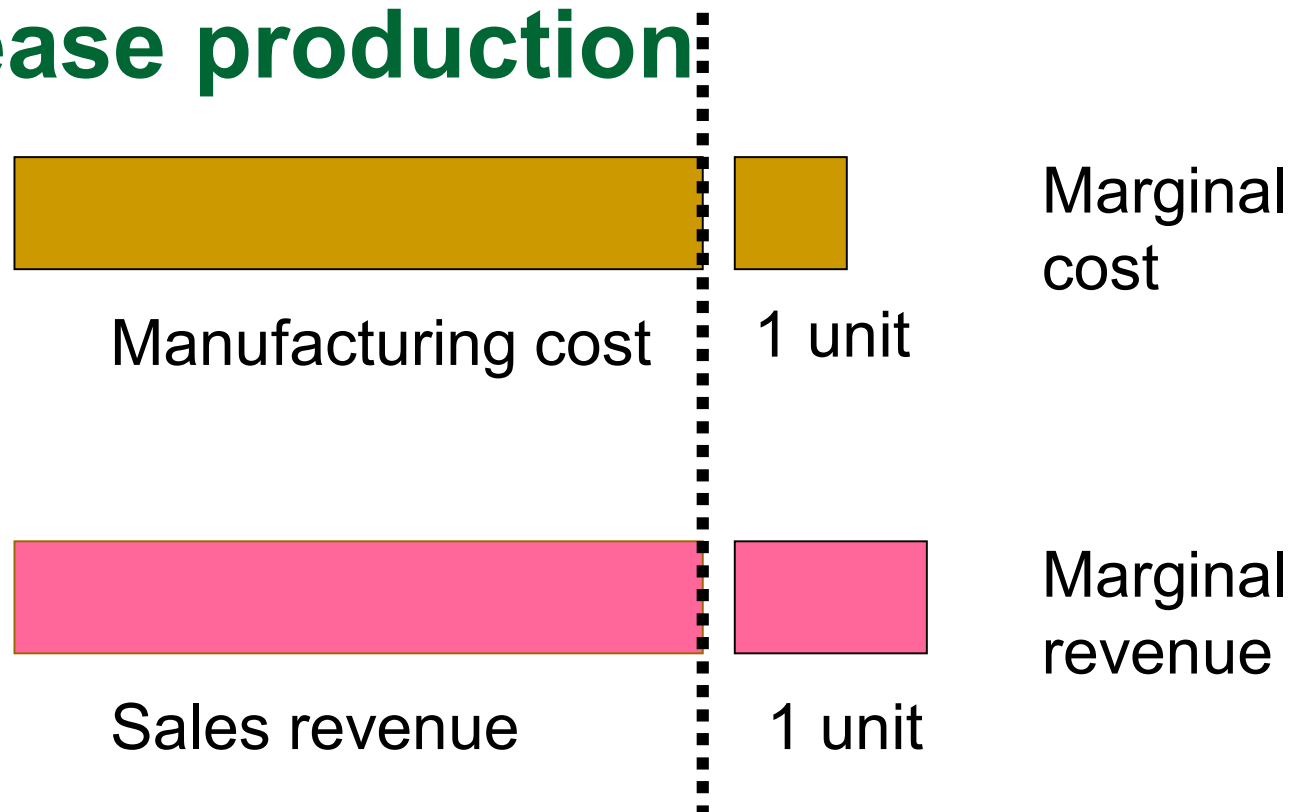 ease production
Marginal
cost
Manufacturing cost
1 unit
Marginal
revenue
Sales revenue
1 unit